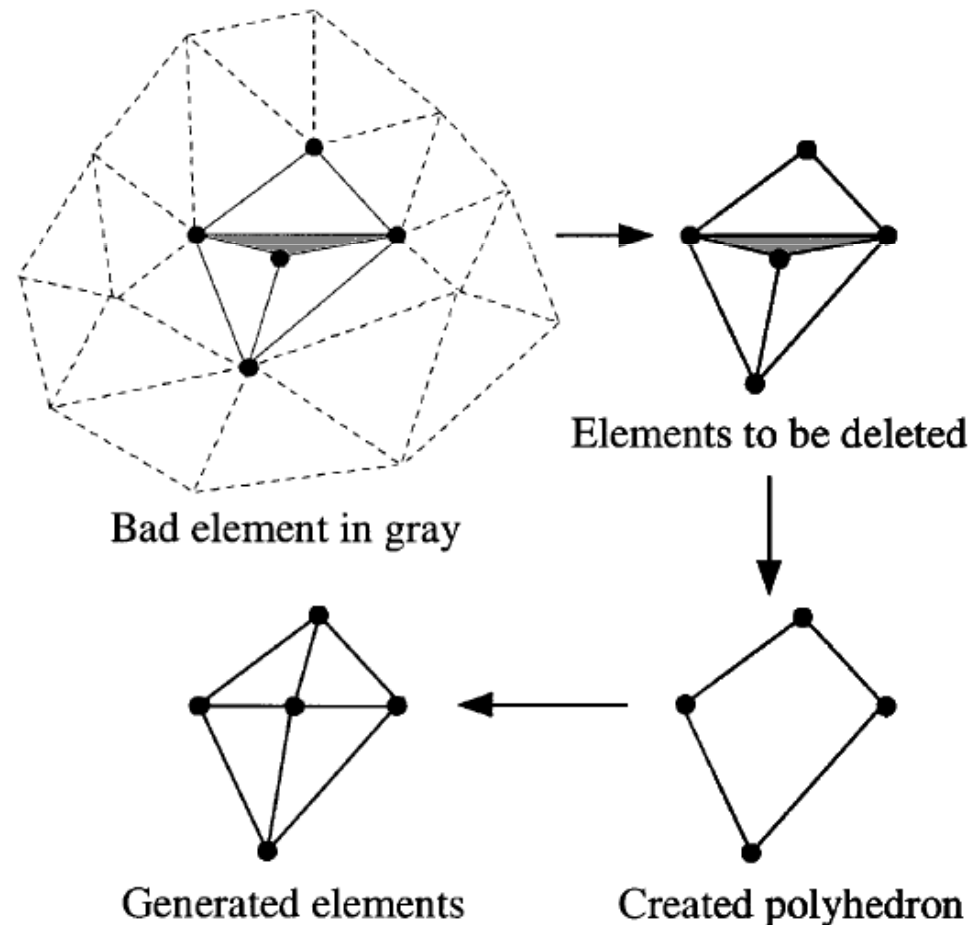 Elements to be deleted
Bad element in gray
Generated elements
Created polyhedron